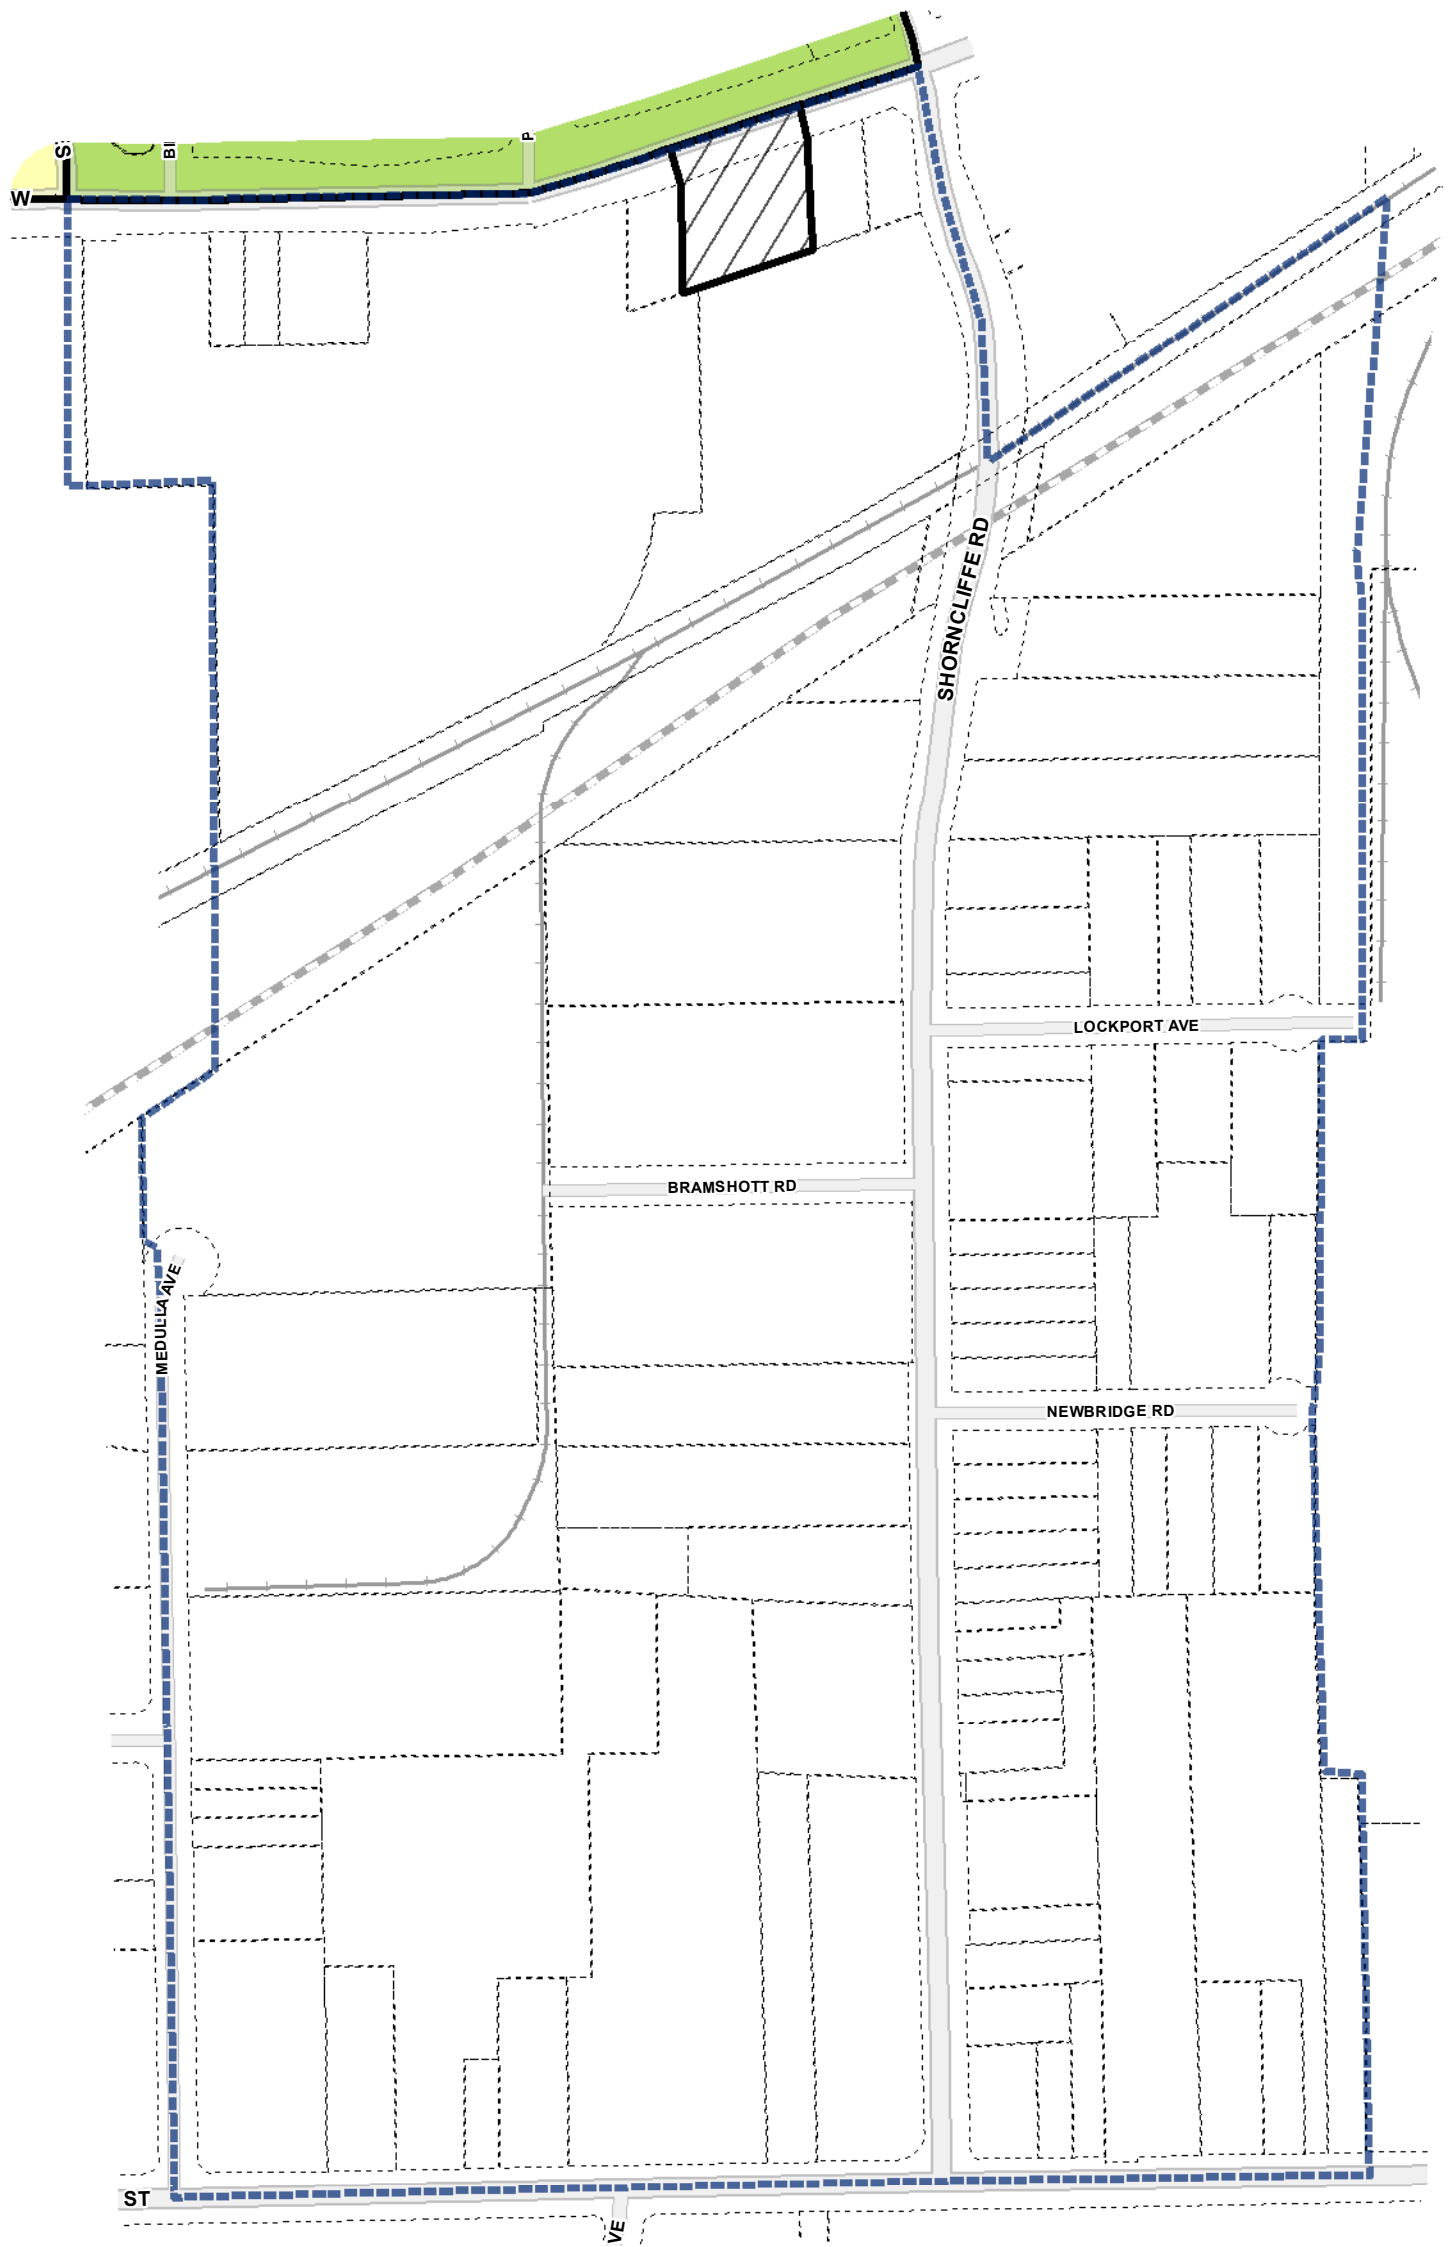 S
BI
P
W
SHORNCLIFFE RD
LOCKPORT AVE
BRAMSHOTT RD
MEDULLA AVE
NEWBRIDGE RD
ST
VE